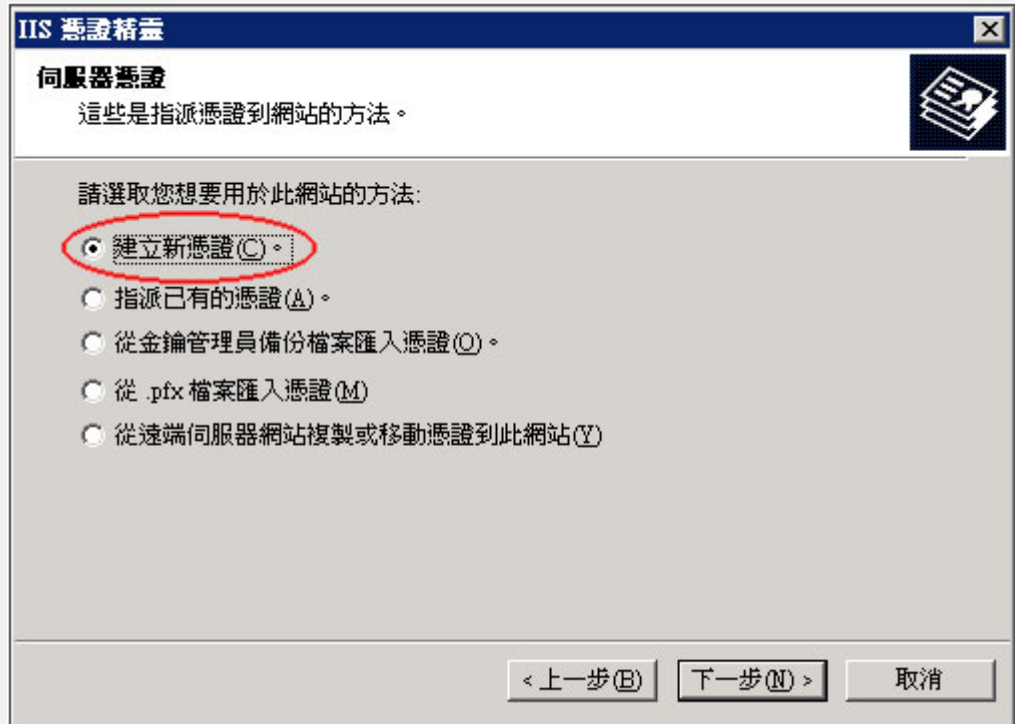 IIS 憑證精靈
伺服器憑證
這些是指派憑證到網站的方法。
請選取您想要用於此網站的方法:
建立新憑證(C)。
指派已有的憑證(A)。
從金鑰管理員備份檔案匯入憑證(O)。
從 .pfx 檔案匯入憑證(M)
從遠端伺服器網站複製或移動憑證到此網站(Y)
< 上一步(B) 下一步(N) > 取消